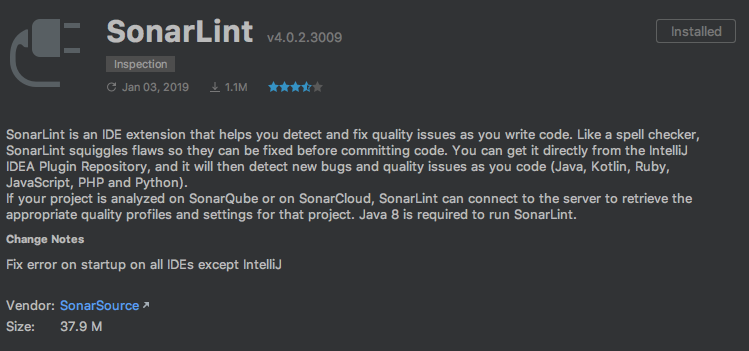 SonarLint v4.0.2.3009
Installed
Inspection
Jan 03, 2019 1.1M
SonarLint is an IDE extension that helps you detect and fix quality issues as you write code. Like a spell checker,
SonarLint squiggles flaws so they can be fixed before committing code. You can get it directly from the IntelliJ
IDEA Plugin Repository, and it will then detect new bugs and quality issues as you code (Java, Kotlin, Ruby,
JavaScript, PHP and Python).
If your project is analyzed on SonarQube or on SonarCloud, SonarLint can connect to the server to retrieve the
appropriate quality profiles and settings for that project. Java 8 is required to run SonarLint.
Change Notes
Fix error on startup on all IDEs except IntelliJ
Vendor: SonarSource
Size: 37.9 M